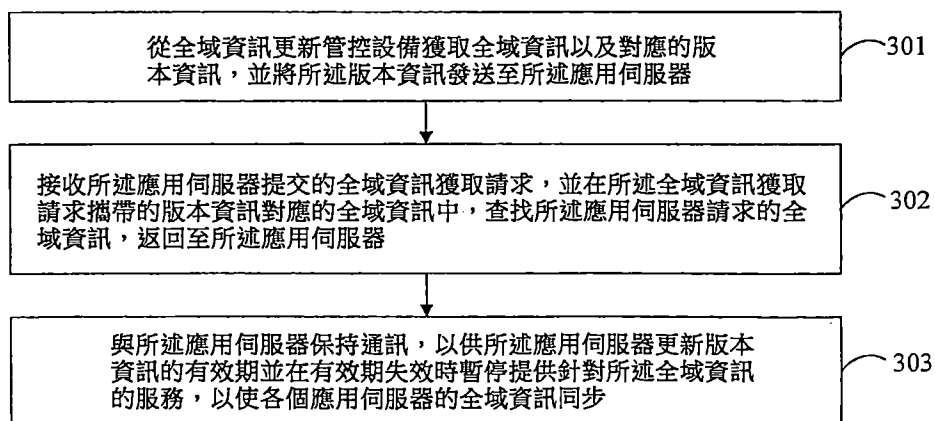 從全域資訊更新管控設備獲取全域資訊以及對應的版
本資訊，並將所述版本資訊發送至所述應用伺服器
301
接收所述應用伺服器提交的全域資訊獲取請求，並在所述全域資訊獲取
請求攜帶的版本資訊對應的全域資訊中，查找所述應用伺服器請求的全
域資訊，返回至所述應用伺服器
302
與所述應用伺服器保持通訊，以供所述應用伺服器更新版本
資訊的有效期並在有效期失效時暫停提供針對所述全域資訊
的服務，以使各個應用伺服器的全域資訊同步
303